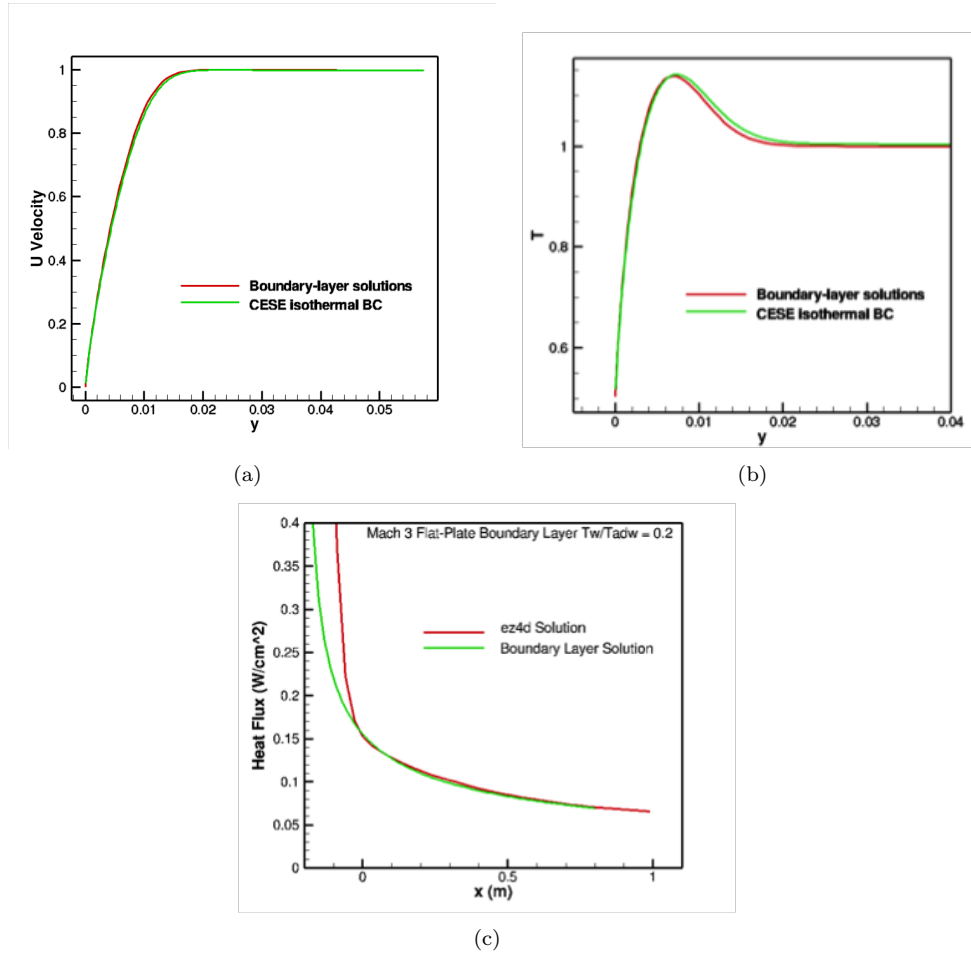 1
0.8
0.6
0.4
0.2
0
U Velocity
Boundary-layer solutions
CESE isothermal BC
0 0.01 0.02 0.03 0.04 0.05
y
(a)
1
0.8
0.6
T
Boundary-layer solutions
CESE isothermal BC
0 0.01 0.02 0.03 0.04
y
(b)
0.4
0.35
0.3
0.25
0.2
0.15
0.1
0.05
0
Heat Flux (W/cm^2)
Mach 3 Flat-Plate Boundary Layer Tw/Tadw = 0.2
ez4d Solution
Boundary Layer Solution
0 0.5 1
x (m)
(c)